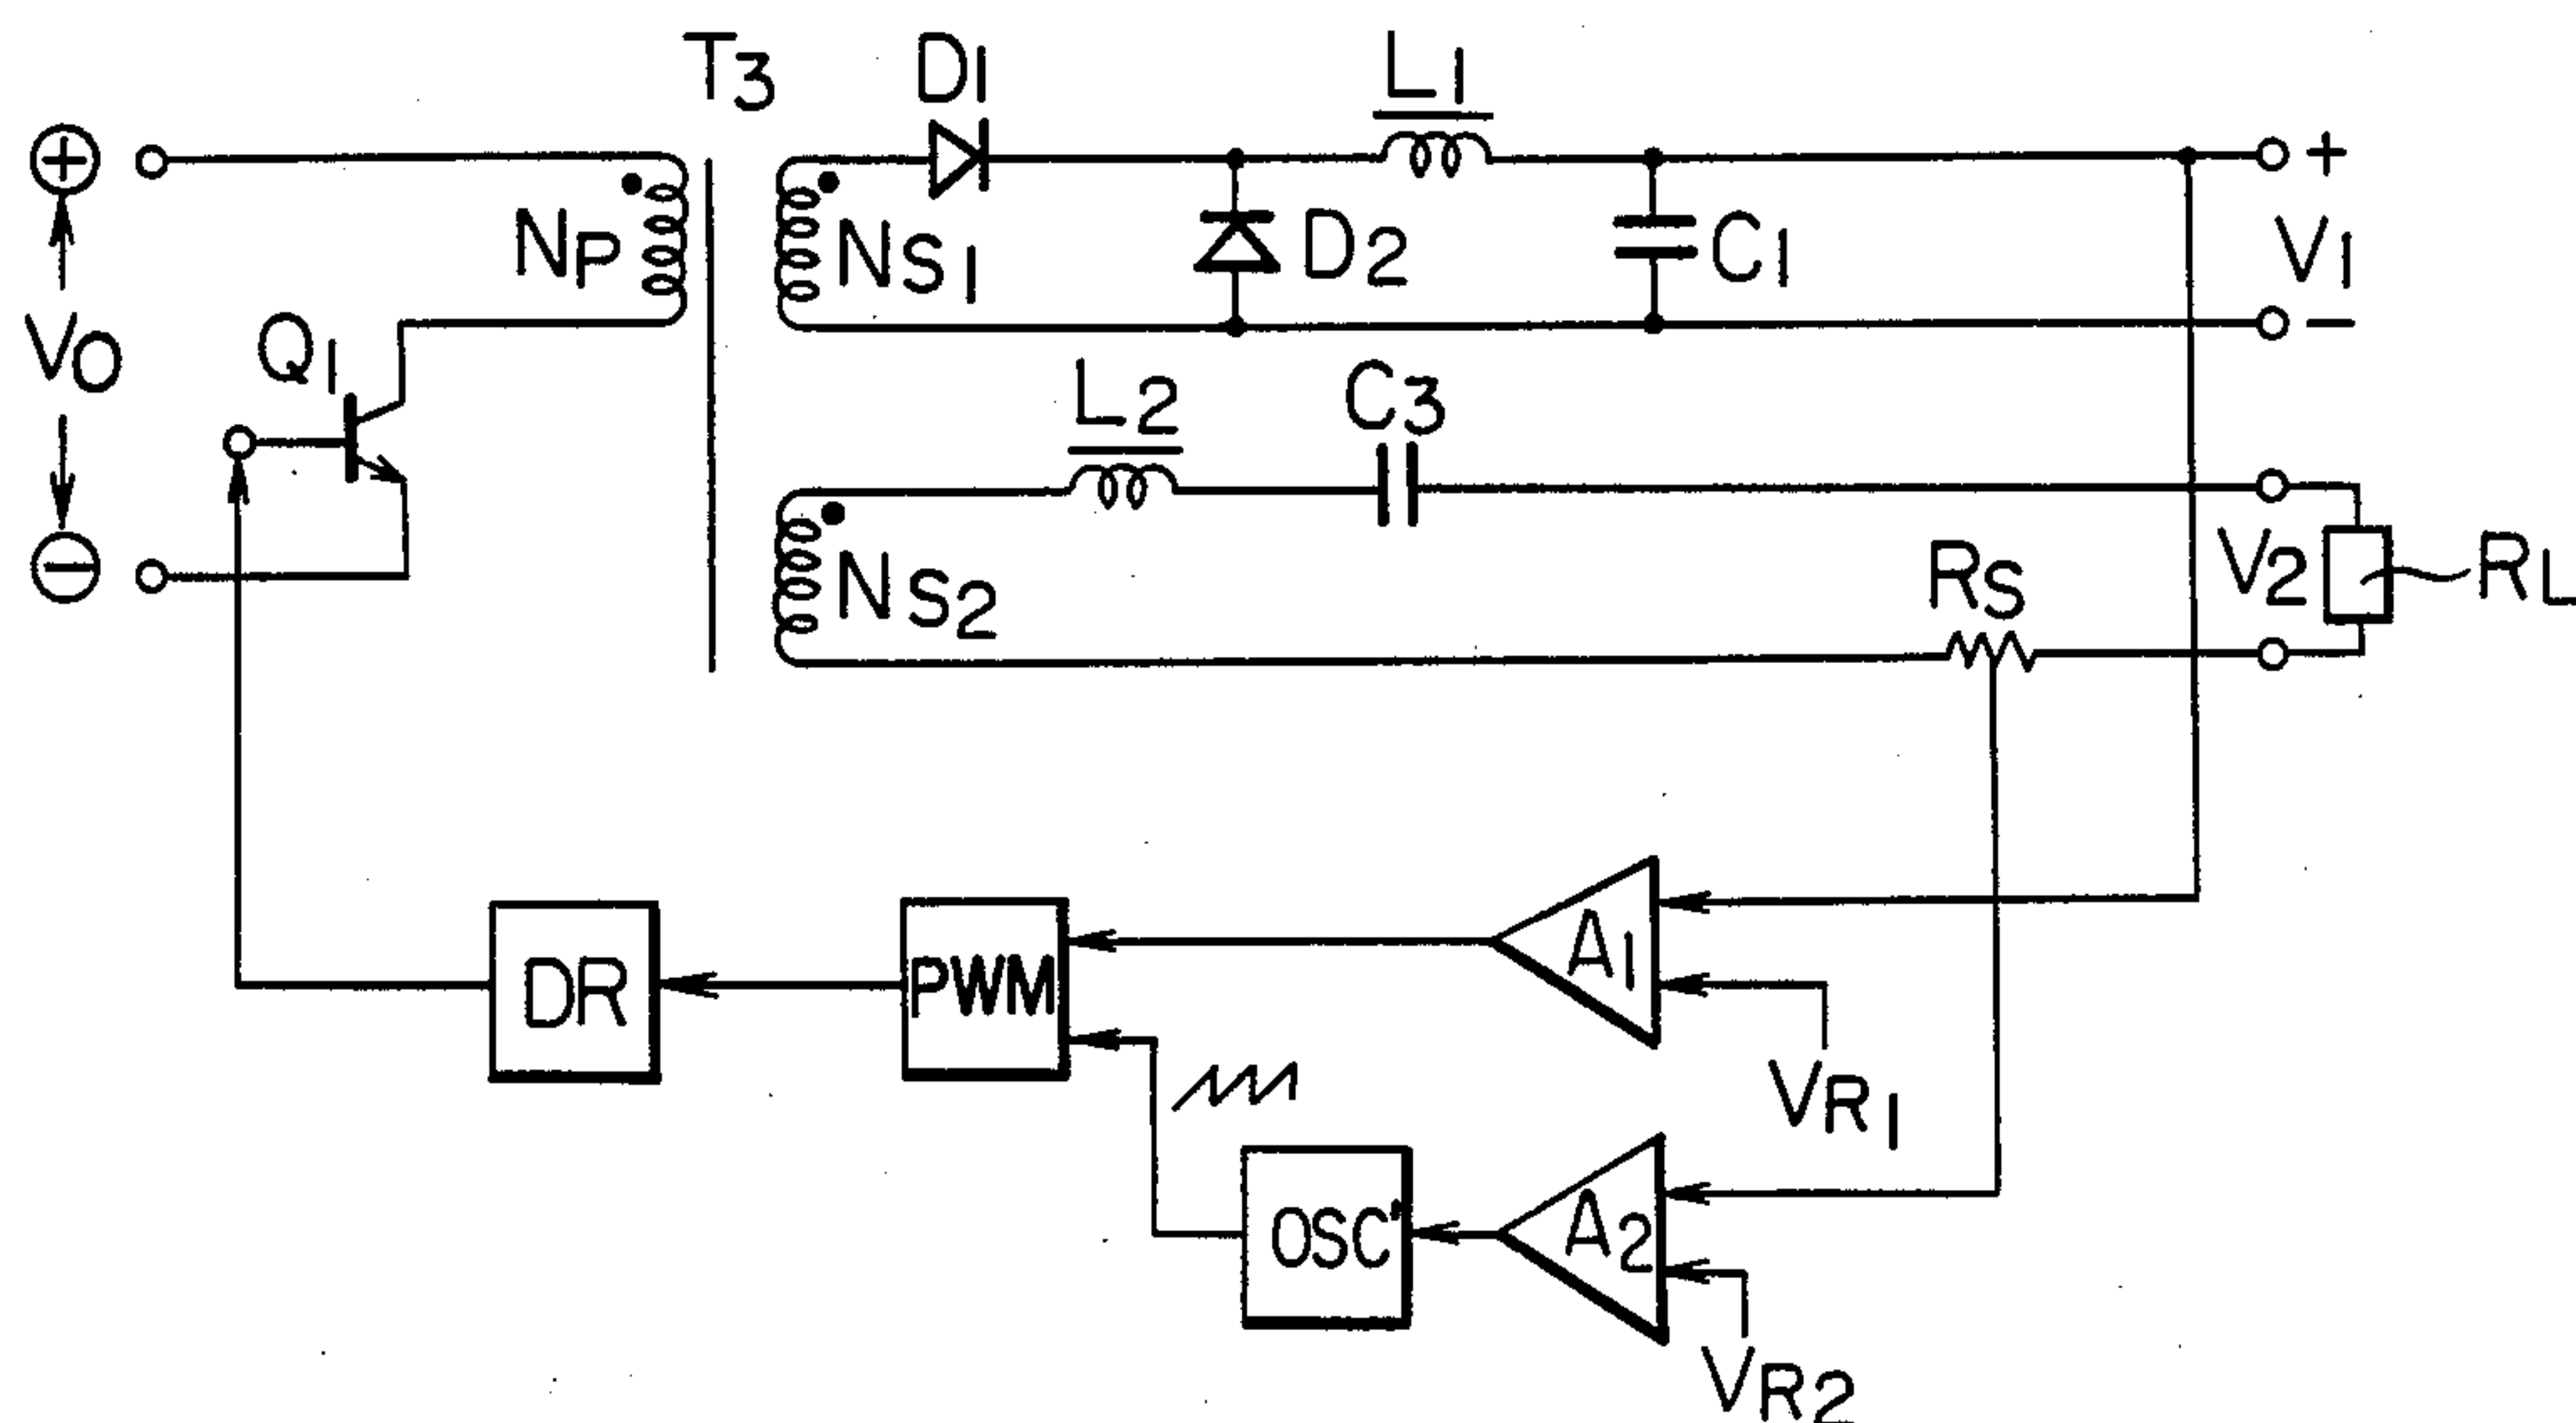 T3
D1
L1
+
+
NP
NS1
D2
C1
V1
VO
Q1
−
L2
C3
NS2
RS
V2
RL
−
DR
PWM
A1
VR1
OSC'
A2
VR2